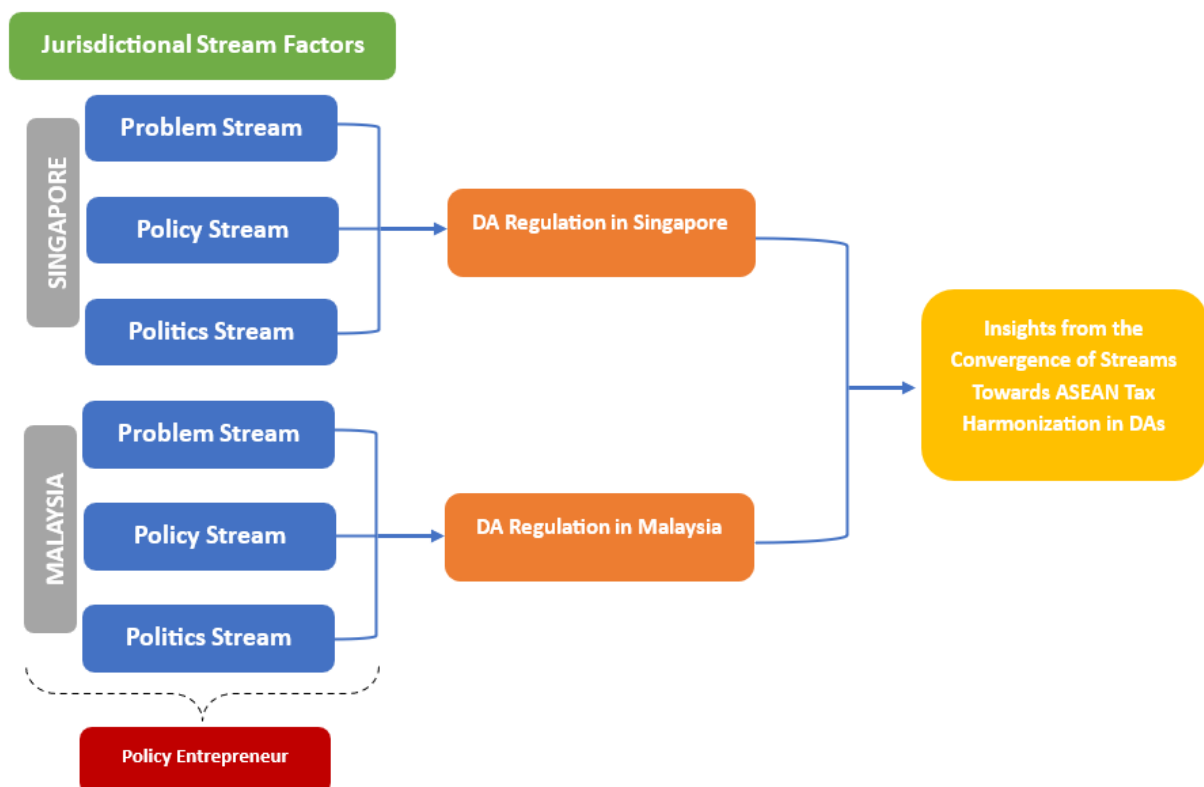 Jurisdictional Stream Factors
SINGAPORE
Problem Stream
Policy Stream
Politics Stream
DA Regulation in Singapore
MALAYSIA
Problem Stream
Policy Stream
Politics Stream
DA Regulation in Malaysia
Insights from the
Convergence of Streams
Towards ASEAN Tax
Harmonization in DAs
Policy Entrepreneur